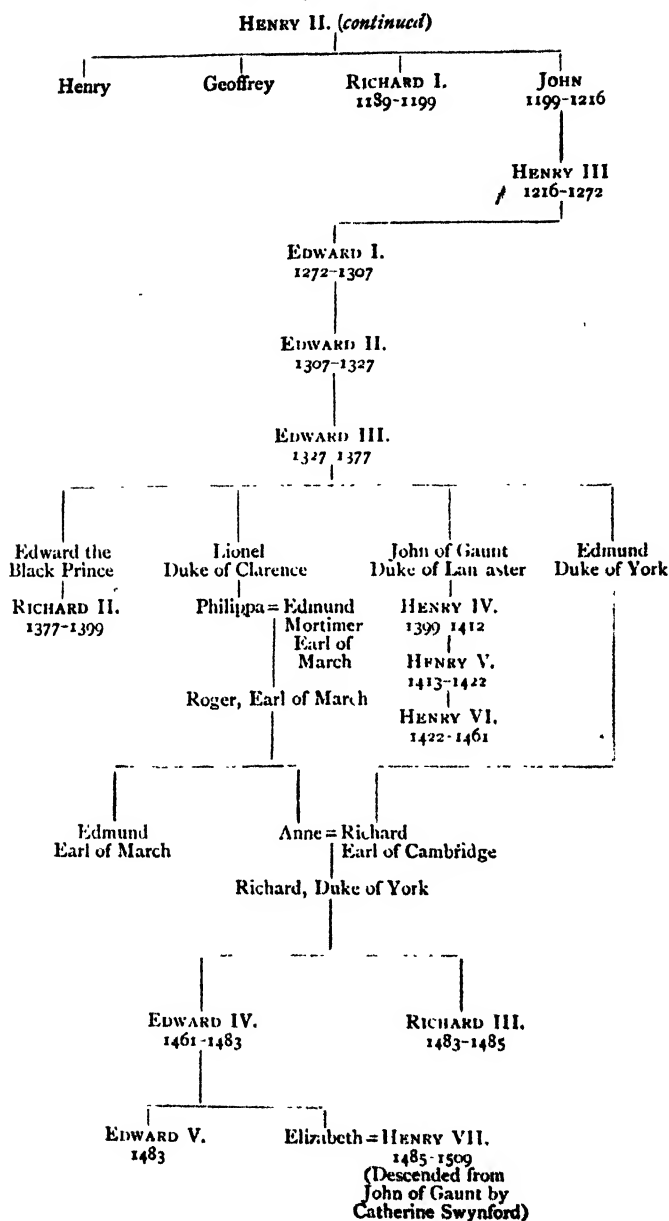 HENRY II. (continued)
Henry Geoffrey RICHARD I. JOHN
1189-1199 1199-1216
HENRY III
1216-1272
EDWARD I.
1272-1307
EDWARD II.
1307-1327
EDWARD III.
1327 1377
Edward the Lionel John of Gaunt Edmund
Black Prince Duke of Clarence Duke of Lan aster Duke of York
RICHARD II. Philippa = Edmund HENRY IV.
1377-1399 Mortimer 1399 1412
Earl of HENRY V.
March 1413-1422
Roger, Earl of March HENRY VI.
1422-1461
Edmund Anne = Richard
Earl of March Earl of Cambridge
Richard, Duke of York
EDWARD IV. RICHARD III.
1461-1483 1483-1485
EDWARD V. Elizabeth = HENRY VII.
1483 1485-1509
(Descended from
John of Gaunt by
Catherine Swynford)